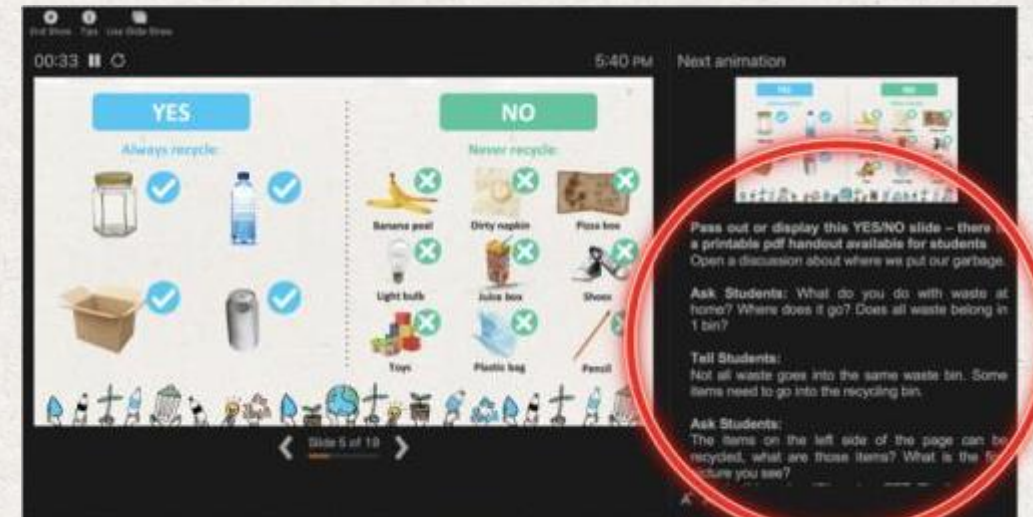 End Show Tips Use Slide Show
00:33
5:40 PM
Next animation
YES
NO
Always recycle:
Never recycle:
Banana peel
Dirty napkin
Pizza box
Light bulb
Juice box
Shoes
Toys
Plastic bag
Pencil
Slide 5 of 19
YES
NO
Pass out or display this YES/NO slide – there
a printable pdf handout available for students
Open a discussion about where we put our garbage.
Ask Students: What do you do with waste at
home? Where does it go? Does all waste belong in
1 bin?
Tell Students:
Not all waste goes into the same waste bin. Some
items need to go into the recycling bin.
Ask Students:
The items on the left side of the page can be
recycled, what are those items? What is the
picture you see?